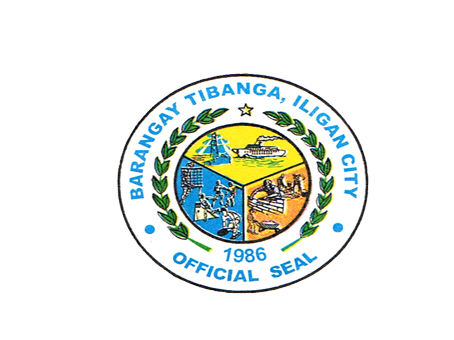 BARANGAY TIBANGA, ILIGAN CITY
1986
OFFICIAL SEAL